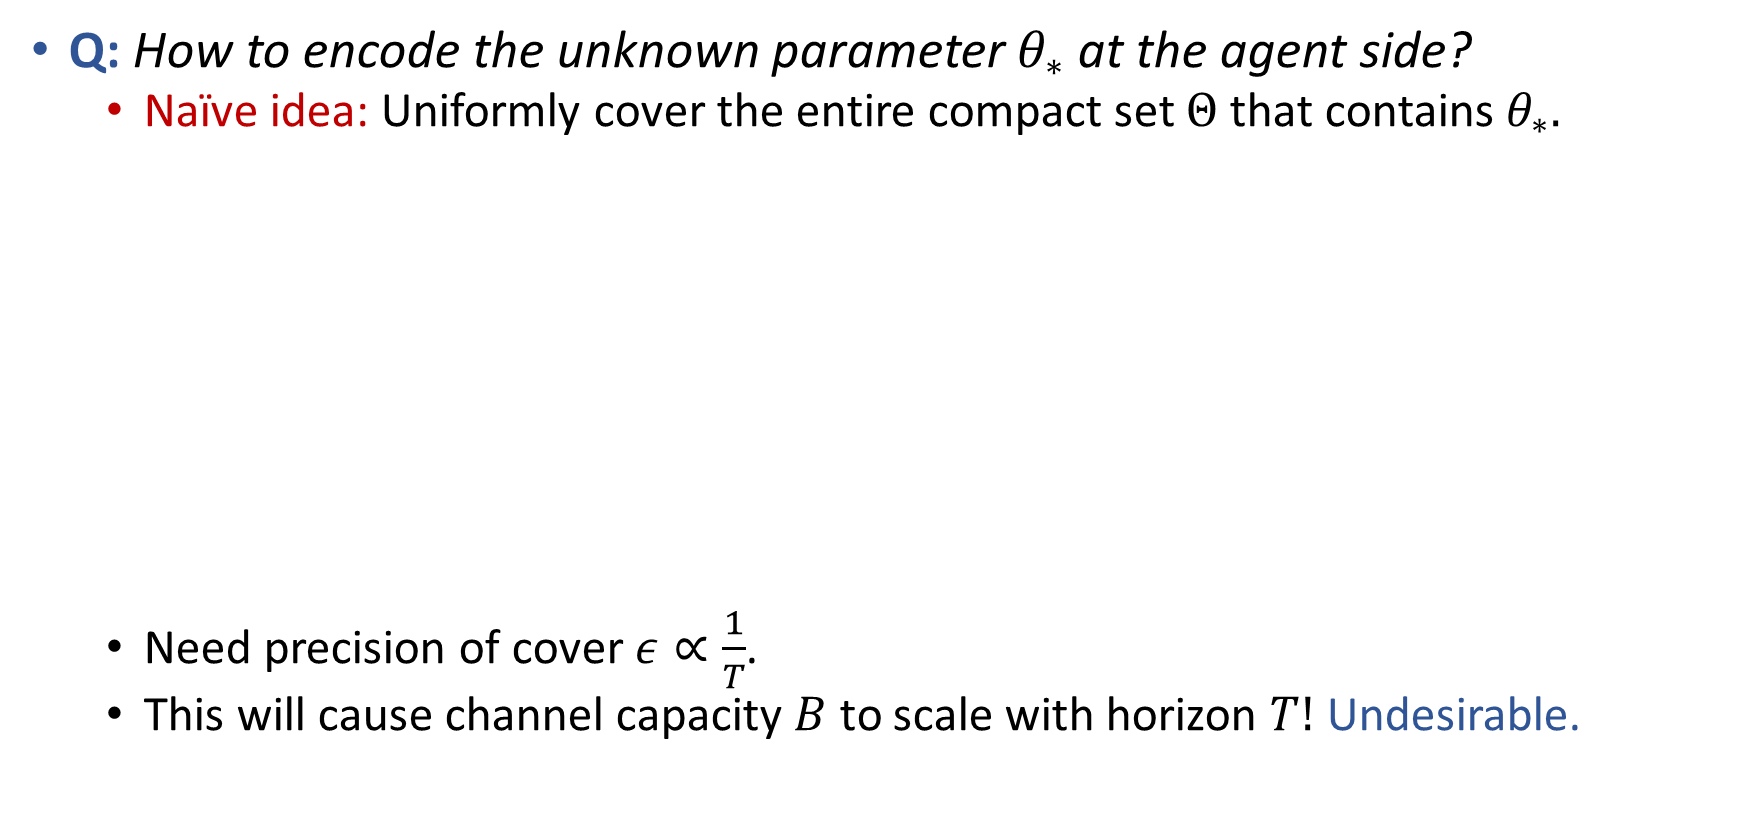 • Q: How to encode the unknown parameter θ∗ at the agent side?
• Naïve idea: Uniformly cover the entire compact set Θ that contains θ∗.
• Need precision of cover ϵ ∝ 1/T.
• This will cause channel capacity B to scale with horizon T! Undesirable.